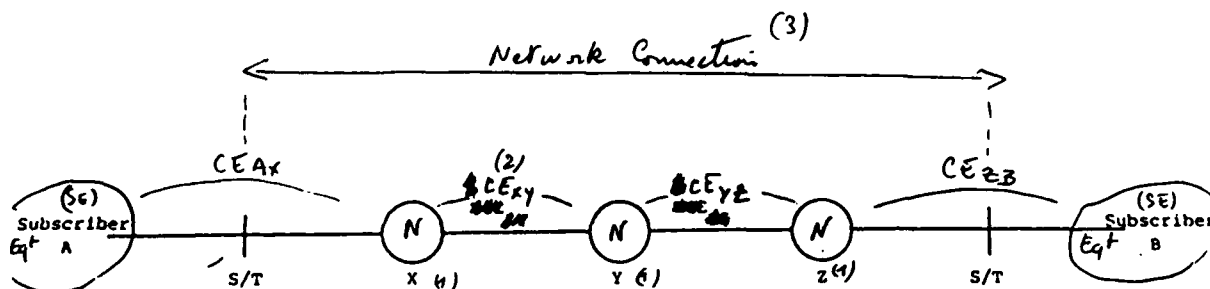 (3)
Network Connection
CEAx (2) CExy CEyz CEZB
(SE) (SE)
Subscriber N N N Subscriber
Eqt A Eqt B
S/T X (1) Y (1) Z (1) S/T